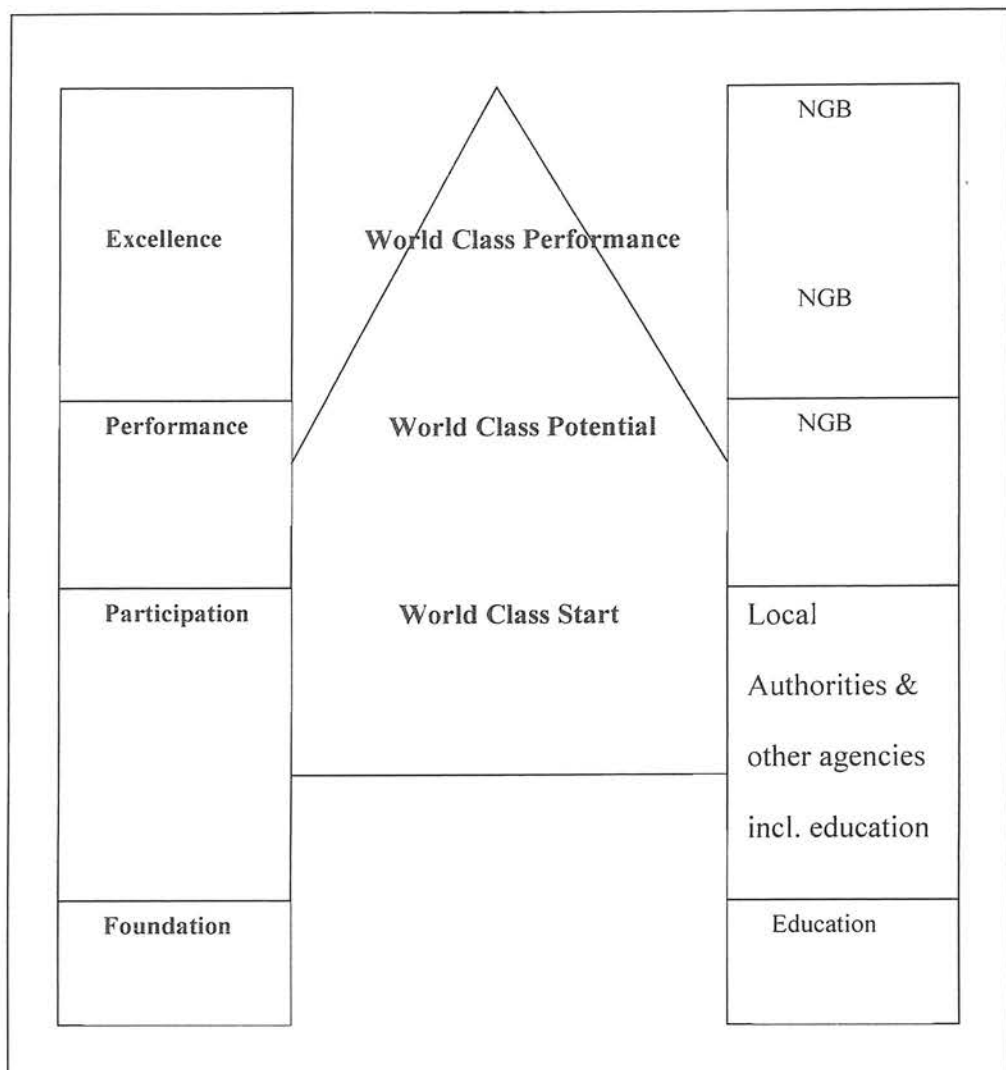 NGB
Excellence
World Class Performance
NGB
Performance
World Class Potential
NGB
Participation
World Class Start
Local
Authorities &
other agencies
incl. education
Foundation
Education